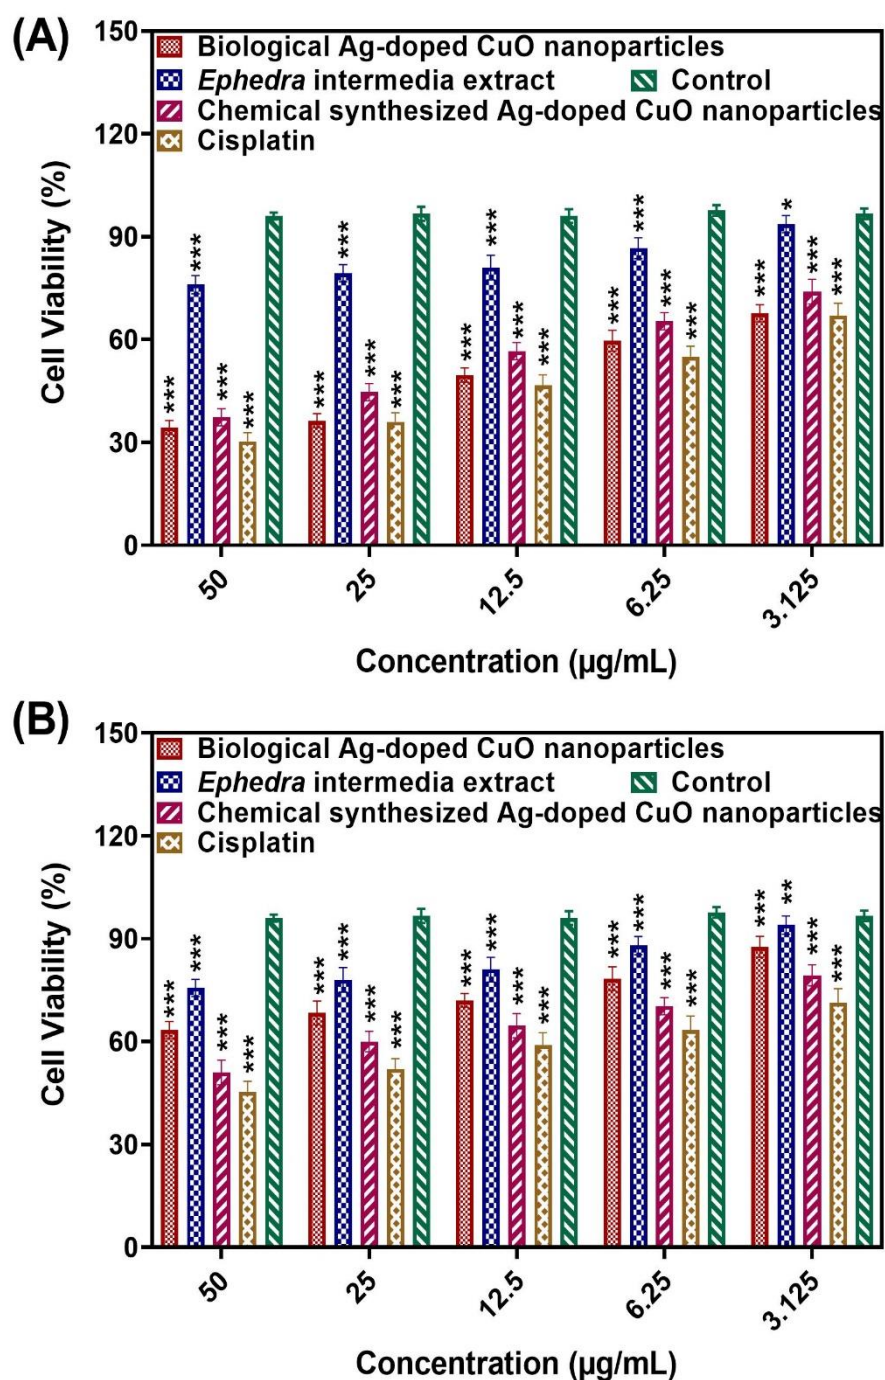 (A)
Cell Viability (%)
150
120
90
60
30
0
Biological Ag-doped CuO nanoparticles
Ephedra intermedia extract
Control
Chemical synthesized Ag-doped CuO nanoparticles
Cisplatin
*** *** *** ***
*** *** *** ***
*** *** *** ***
*** *** *** ***
*** * *** ***
50 25 12.5 6.25 3.125
Concentration (µg/mL)
(B)
Cell Viability (%)
150
120
90
60
30
0
Biological Ag-doped CuO nanoparticles
Ephedra intermedia extract
Control
Chemical synthesized Ag-doped CuO nanoparticles
Cisplatin
*** *** *** ***
*** *** *** ***
*** *** *** ***
*** *** *** ***
*** ** *** ***
50 25 12.5 6.25 3.125
Concentration (µg/mL)